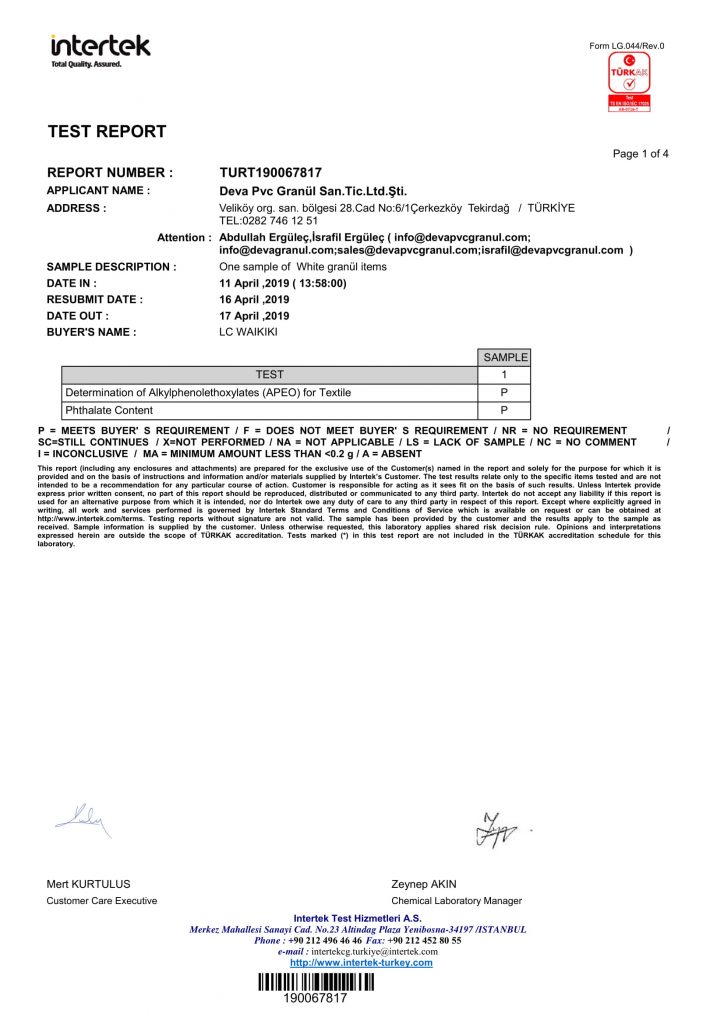 intertek
Total Quality. Assured.
Form LG.044/Rev.0
TÜRKAK
Test
TS EN ISO/IEC 17025
TEST REPORT
Page 1 of 4
REPORT NUMBER : TURT190067817
APPLICANT NAME : Deva Pvc Granül San.Tic.Ltd.Şti.
ADDRESS : Veliköy org. san. bölgesi 28.Cad No:6/1Çerkezköy Tekirdağ / TÜRKİYE
TEL:0282 746 12 51
Attention : Abdullah Ergüleç,İsrafil Ergüleç ( info@devapvcgranul.com;
info@devagranul.com;sales@devapvcgranul.com;israfil@devapvcgranul.com )
SAMPLE DESCRIPTION : One sample of White granül items
DATE IN : 11 April ,2019 ( 13:58:00)
RESUBMIT DATE : 16 April ,2019
DATE OUT : 17 April ,2019
BUYER'S NAME : LC WAIKIKI
SAMPLE
TEST 1
Determination of Alkylphenolethoxylates (APEO) for Textile P
Phthalate Content P
P = MEETS BUYER' S REQUIREMENT / F = DOES NOT MEET BUYER' S REQUIREMENT / NR = NO REQUIREMENT /
SC=STILL CONTINUES / X=NOT PERFORMED / NA = NOT APPLICABLE / LS = LACK OF SAMPLE / NC = NO COMMENT /
I = INCONCLUSIVE / MA = MINIMUM AMOUNT LESS THAN <0.2 g / A = ABSENT
This report (including any enclosures and attachments) are prepared for the exclusive use of the Customer(s) named in the report and solely for the purpose for which it is
provided and on the basis of instructions and information and/or materials supplied by Intertek's Customer. The test results relate only to the specific items tested and are not
intended to be a recommendation for any particular course of action. Customer is responsible for acting as it sees fit on the basis of such results. Unless Intertek provide
express prior written consent, no part of this report should be reproduced, distributed or communicated to any third party. Intertek do not accept any liability if this report is
used for an alternative purpose from which it is intended, nor do Intertek owe any duty of care to any third party in respect of this report. Except where explicitly agreed in
writing, all work and services performed is governed by Intertek Standard Terms and Conditions of Service which is available on request or can be obtained at
http://www.intertek.com/terms. Testing reports without signature are not valid. The sample has been provided by the customer and the results apply to the sample as
received. Sample information is supplied by the customer. Unless otherwise requested, this laboratory applies shared risk decision rule. Opinions and interpretations
expressed herein are outside the scope of TÜRKAK accreditation. Tests marked (*) in this test report are not included in the TÜRKAK accreditation schedule for this
laboratory.
Mert KURTULUS
Customer Care Executive
Zeynep AKIN
Chemical Laboratory Manager
Intertek Test Hizmetleri A.S.
Merkez Mahallesi Sanayi Cad. No.23 Altindag Plaza Yenibosna-34197 /ISTANBUL
Phone : +90 212 496 46 46 Fax: +90 212 452 80 55
e-mail : intertekcg.turkiye@intertek.com
http://www.intertek-turkey.com
190067817